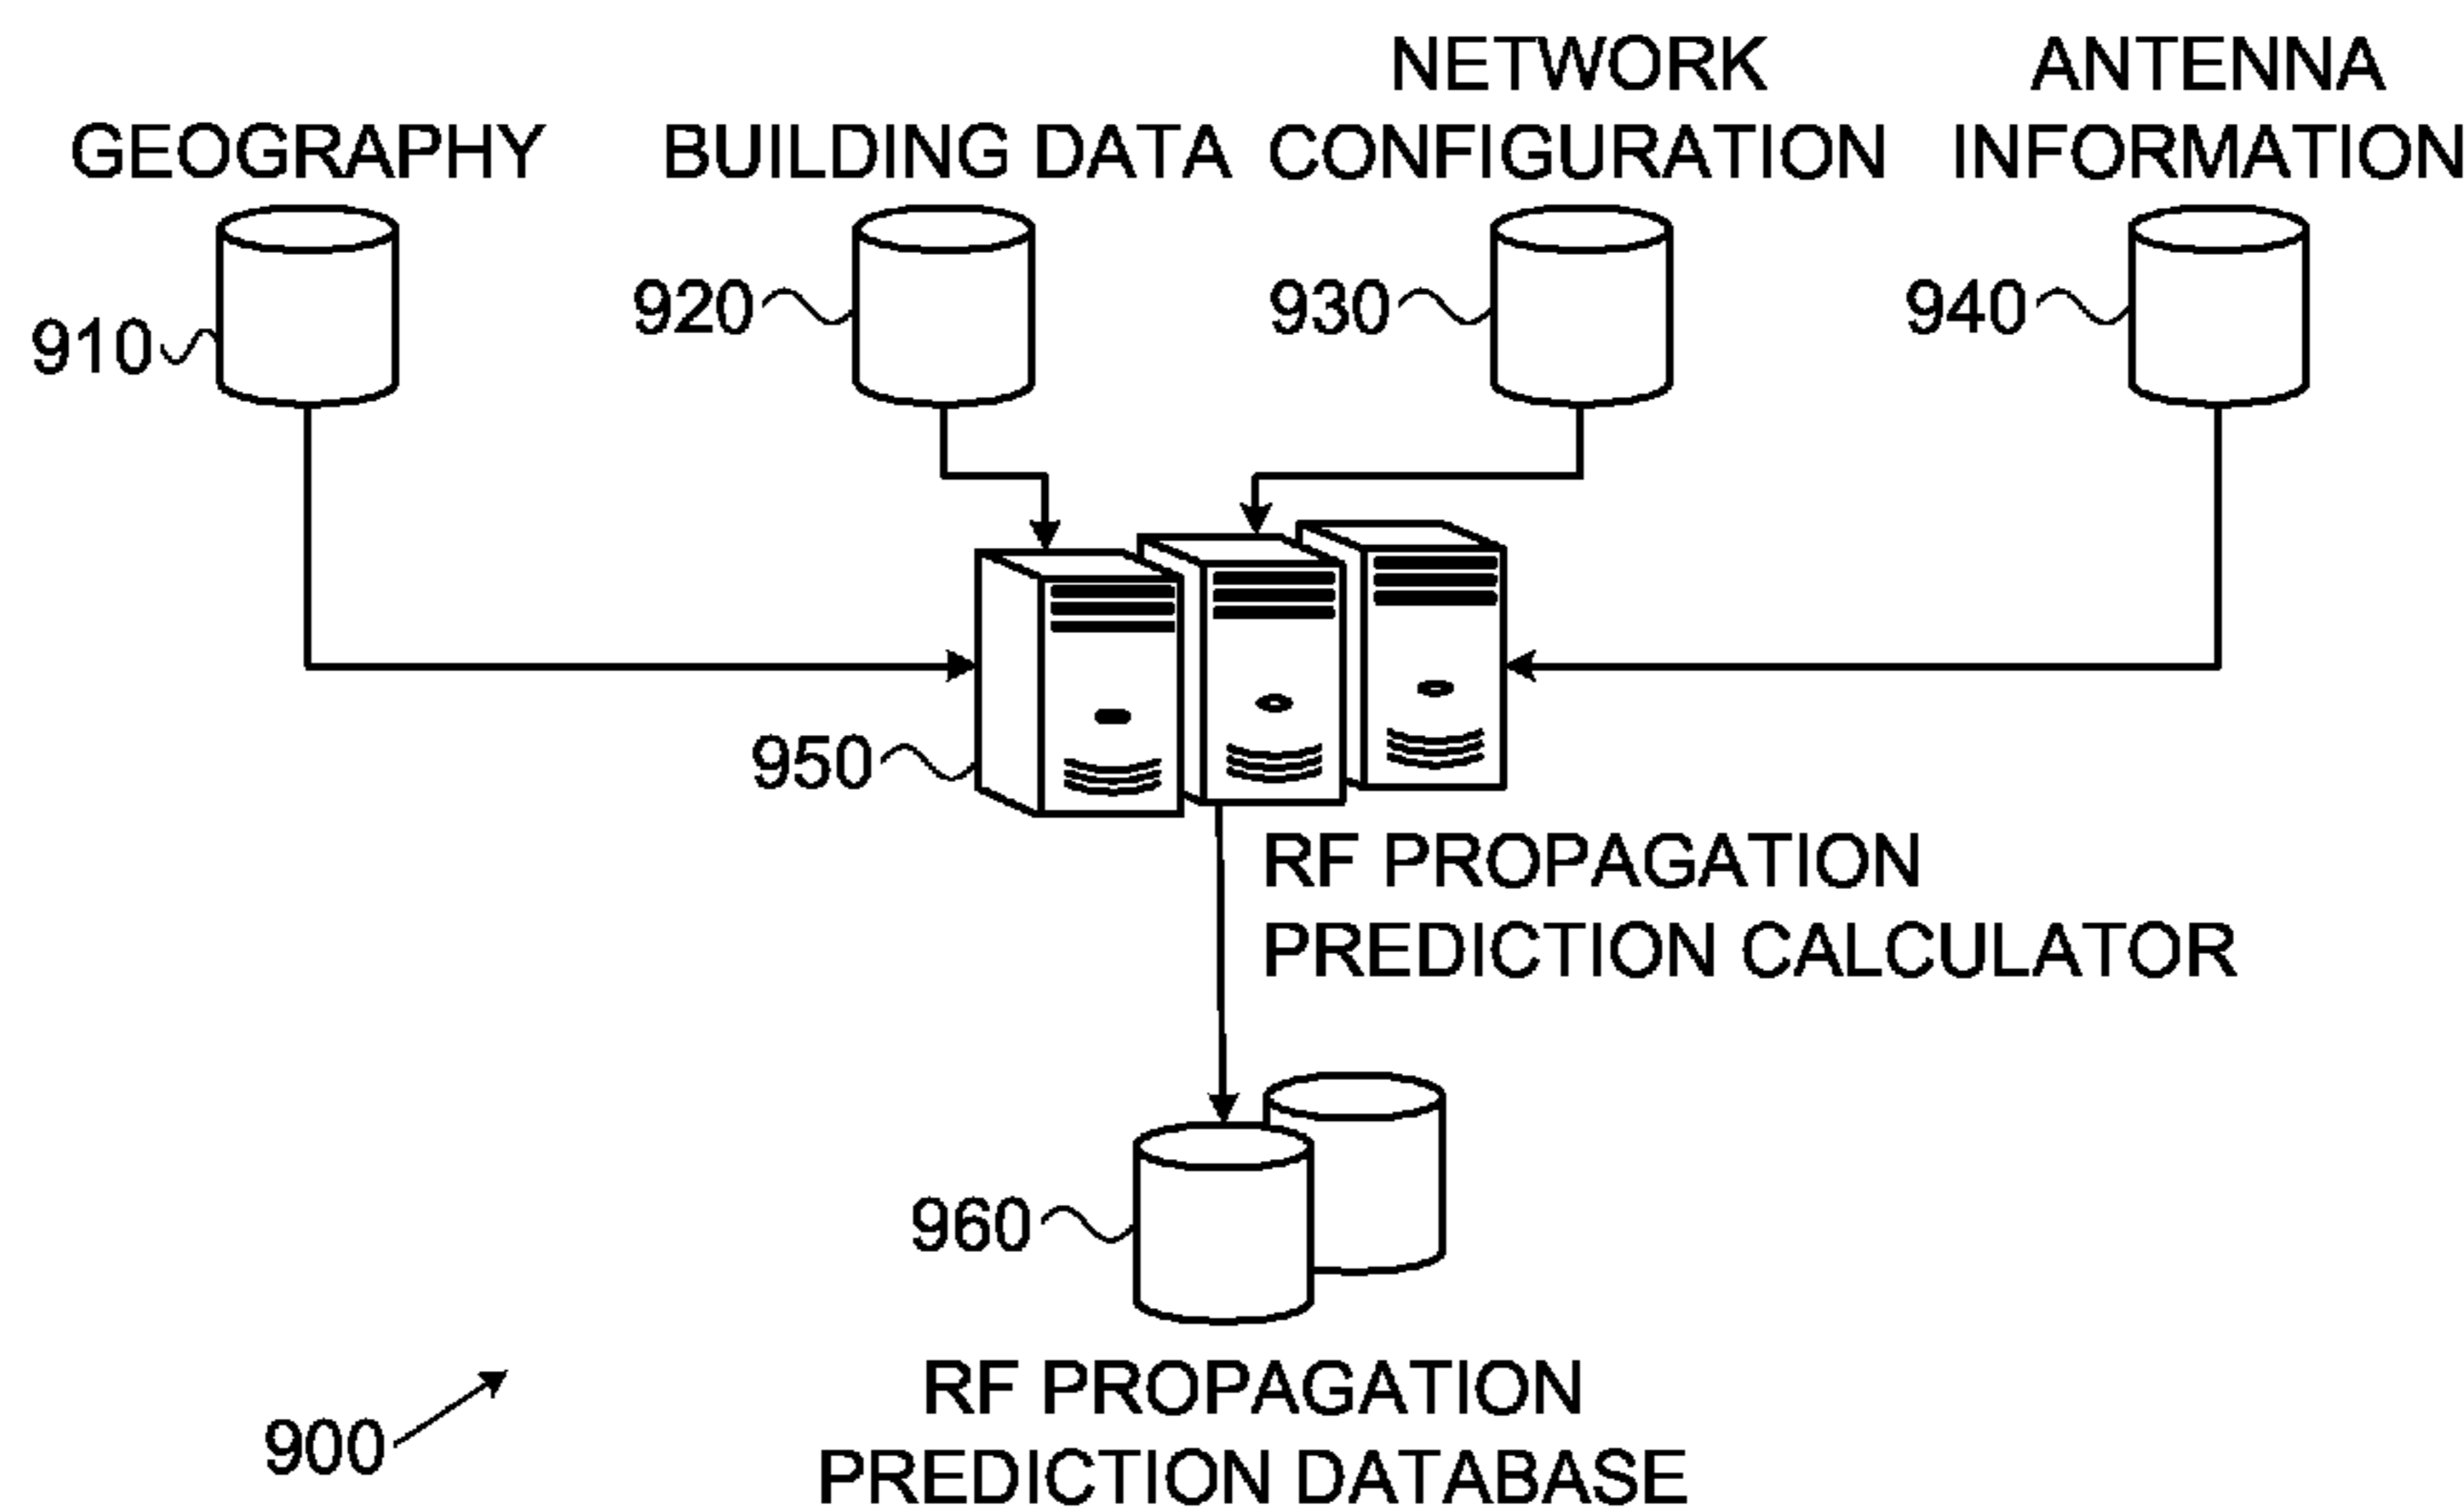 NETWORK
ANTENNA
GEOGRAPHY
BUILDING DATA
CONFIGURATION
INFORMATION
910
920
930
940
950
RF PROPAGATION
PREDICTION CALCULATOR
960
RF PROPAGATION
PREDICTION DATABASE
900